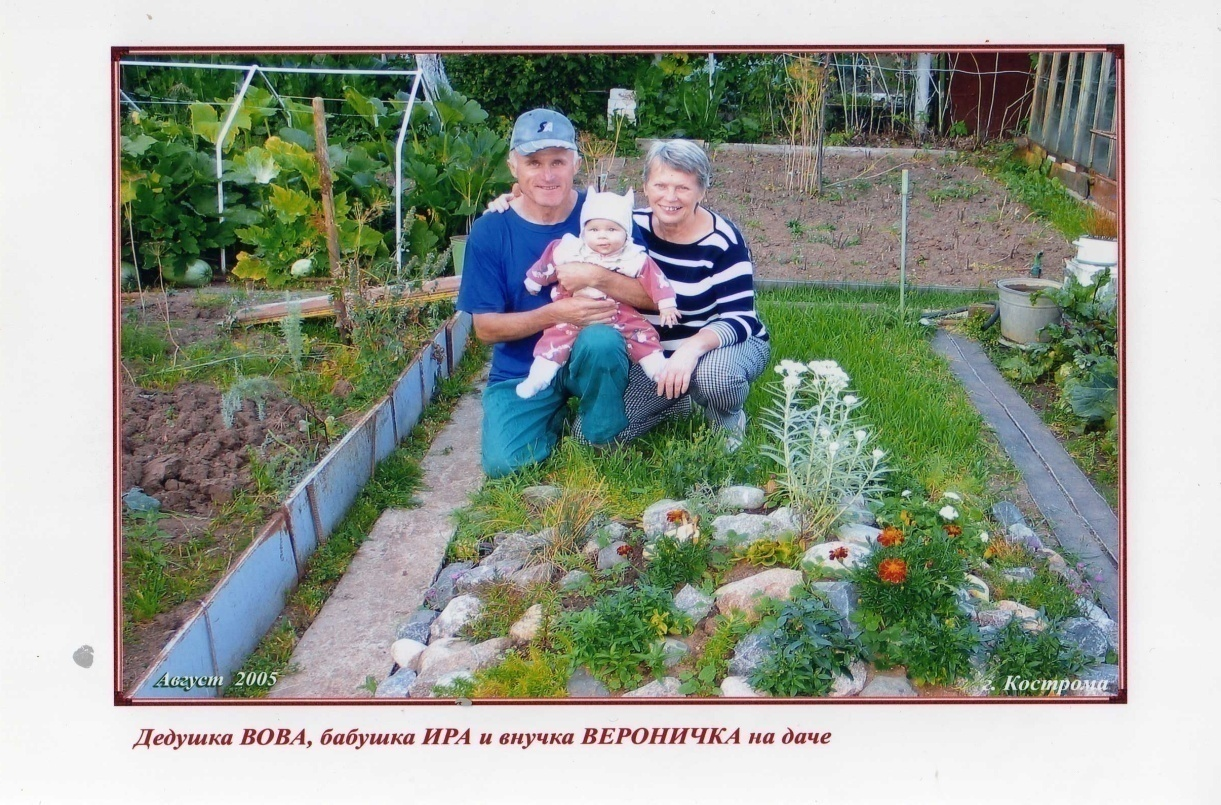 Август 2005
г. Кострома
Дедушка ВОВА, бабушка ИРА и внучка ВЕРОНИЧКА на даче